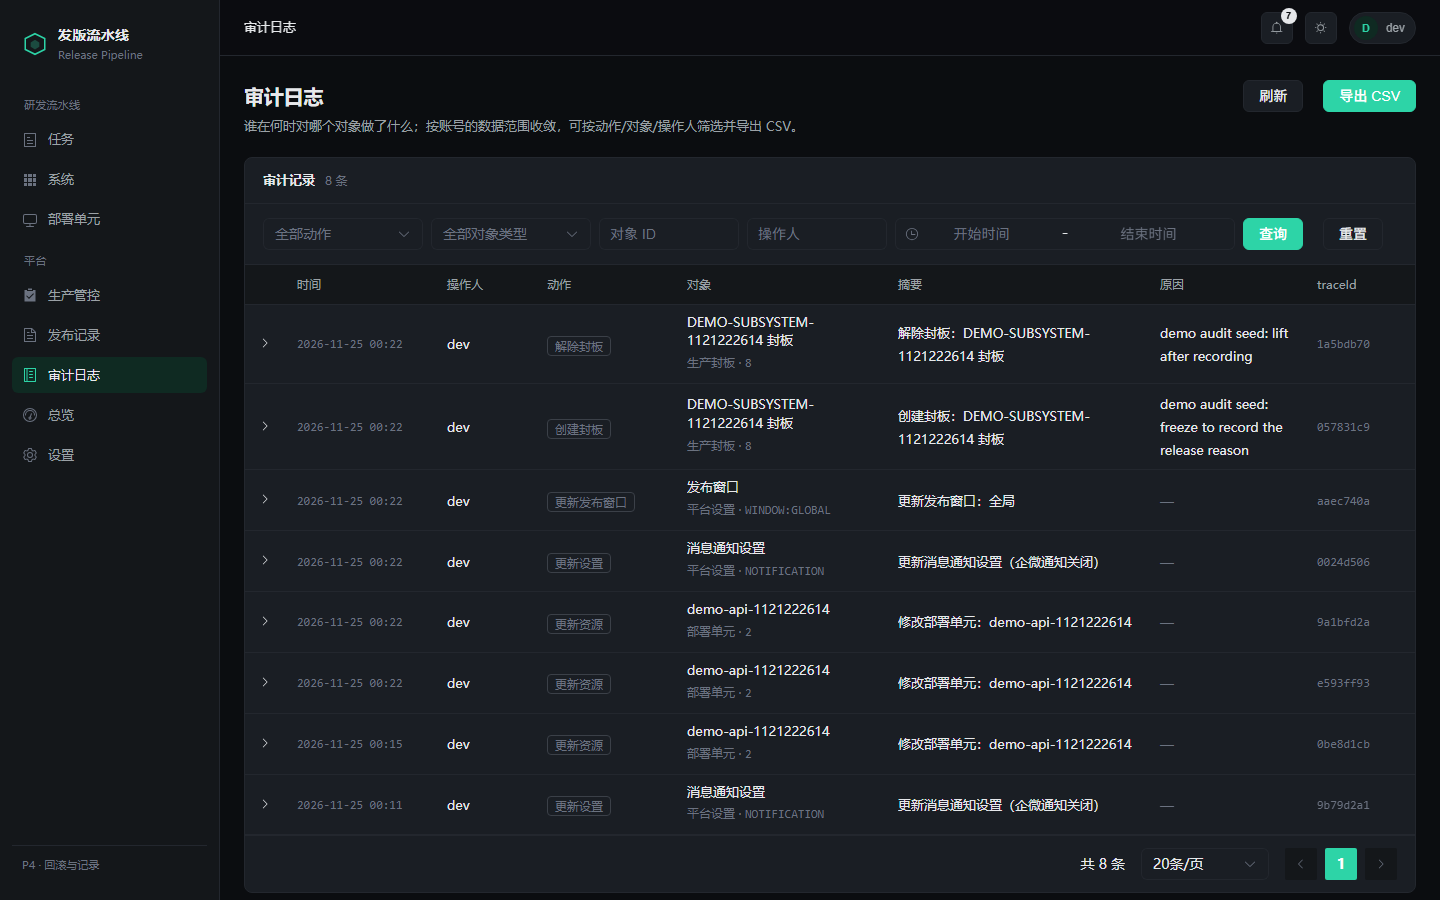 发版流水线
Release Pipeline
研发流水线
任务
系统
部署单元
平台
生产管控
发布记录
审计日志
总览
设置
P4 · 回滚与记录
审计日志
7
D dev
审计日志
刷新
导出 CSV
谁在何时对哪个对象做了什么；按账号的数据范围收敛，可按动作/对象/操作人筛选并导出 CSV。
审计记录 8 条
全部动作 全部对象类型 对象 ID 操作人 开始时间 - 结束时间 查询 重置
时间 操作人 动作 对象 摘要 原因 traceId
2026-11-25 00:22 dev 解除封板
DEMO-SUBSYSTEM-
1121222614 封板
生产封板 · 8
解除封板：DEMO-SUBSYSTEM-
1121222614 封板
demo audit seed: lift
after recording
1a5bdb70
2026-11-25 00:22 dev 创建封板
DEMO-SUBSYSTEM-
1121222614 封板
生产封板 · 8
创建封板：DEMO-SUBSYSTEM-
1121222614 封板
demo audit seed:
freeze to record the
release reason
057831c9
2026-11-25 00:22 dev 更新发布窗口
发布窗口
平台设置 · WINDOW:GLOBAL
更新发布窗口：全局 — aaec740a
2026-11-25 00:22 dev 更新设置
消息通知设置
平台设置 · NOTIFICATION
更新消息通知设置（企微通知关闭） — 0024d506
2026-11-25 00:22 dev 更新资源
demo-api-1121222614
部署单元 · 2
修改部署单元：demo-api-1121222614 — 9a1bfd2a
2026-11-25 00:22 dev 更新资源
demo-api-1121222614
部署单元 · 2
修改部署单元：demo-api-1121222614 — e593ff93
2026-11-25 00:15 dev 更新资源
demo-api-1121222614
部署单元 · 2
修改部署单元：demo-api-1121222614 — 0be8d1cb
2026-11-25 00:11 dev 更新设置
消息通知设置
平台设置 · NOTIFICATION
更新消息通知设置（企微通知关闭） — 9b79d2a1
共 8 条 20条/页 1